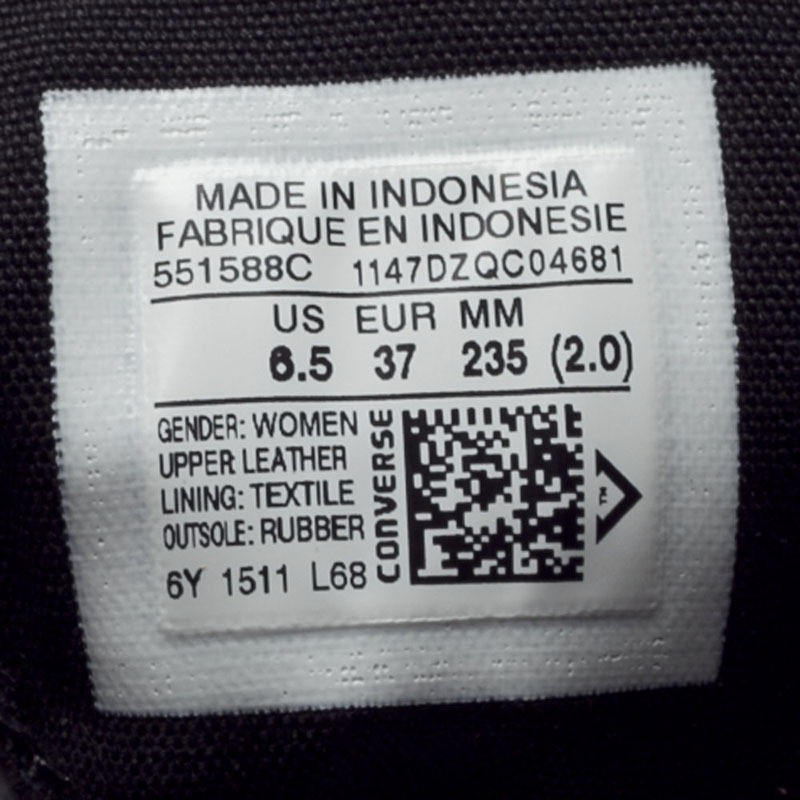 MADE IN INDONESIA
FABRIQUE EN INDONESIE
551588C 1147DZQC04681
US EUR MM
6.5 37 235 (2.0)
GENDER: WOMEN
UPPER LEATHER
LINING: TEXTILE
OUTSOLE: RUBBER
6Y 1511 L68
CONVERSE